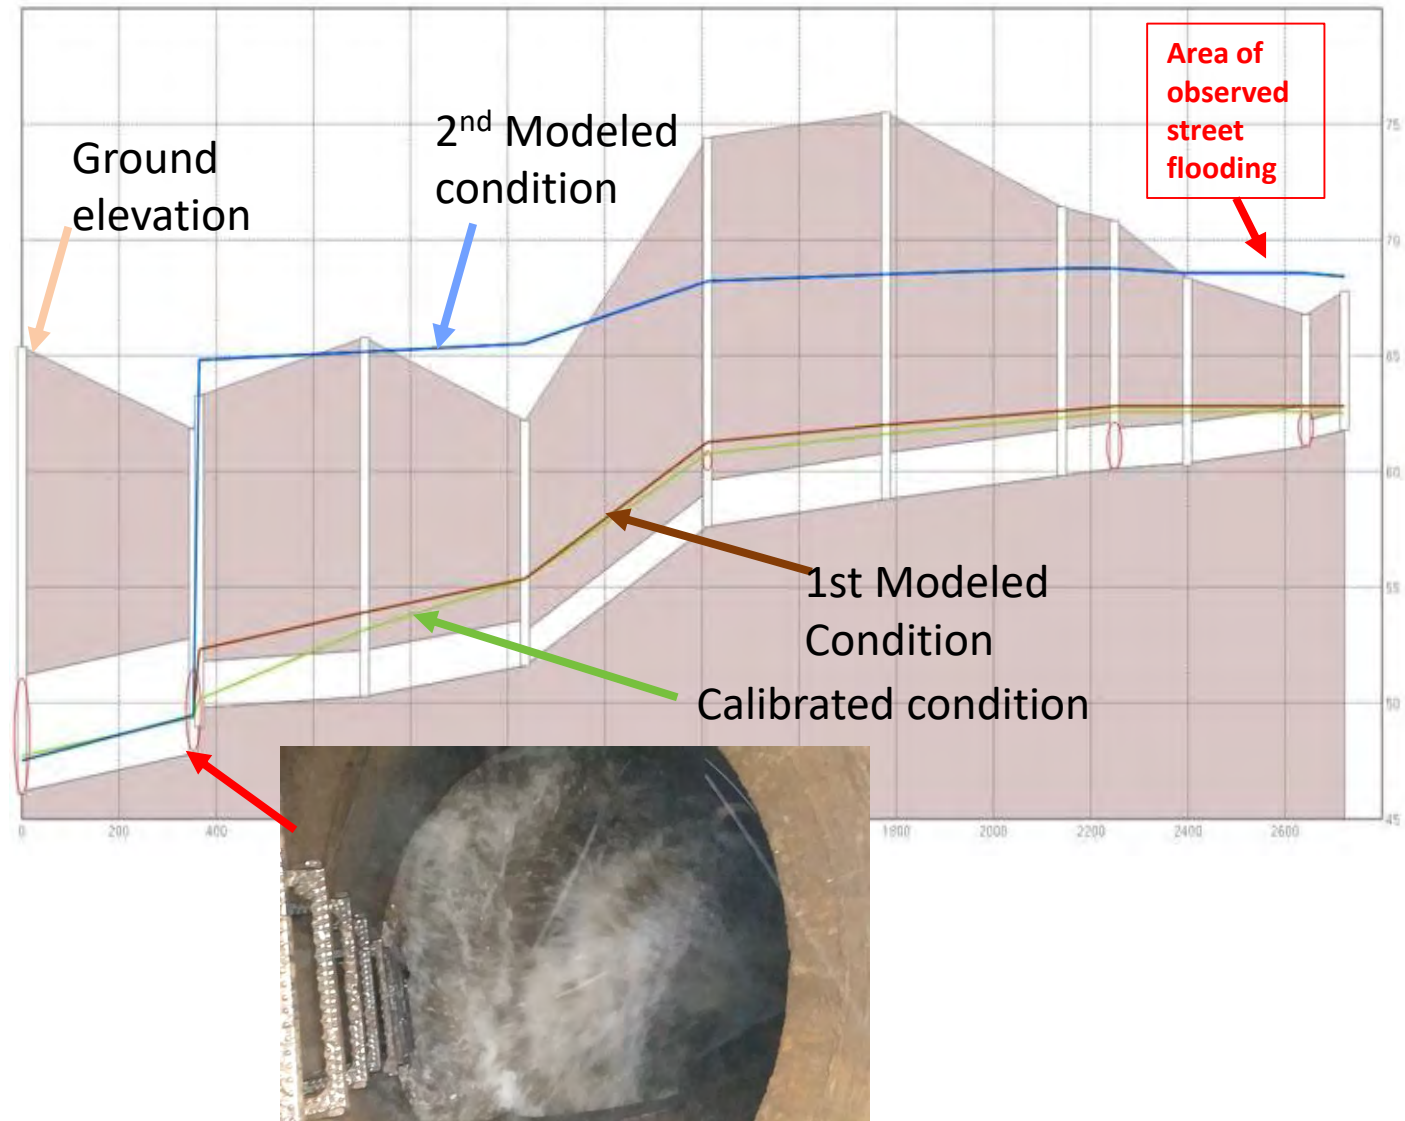 Area of
observed
street
flooding
2nd Modeled
condition
Ground
elevation
75
70
65
60
55
50
45
1st Modeled
Condition
Calibrated condition
0
200
400
1800
2000
2200
2400
2600